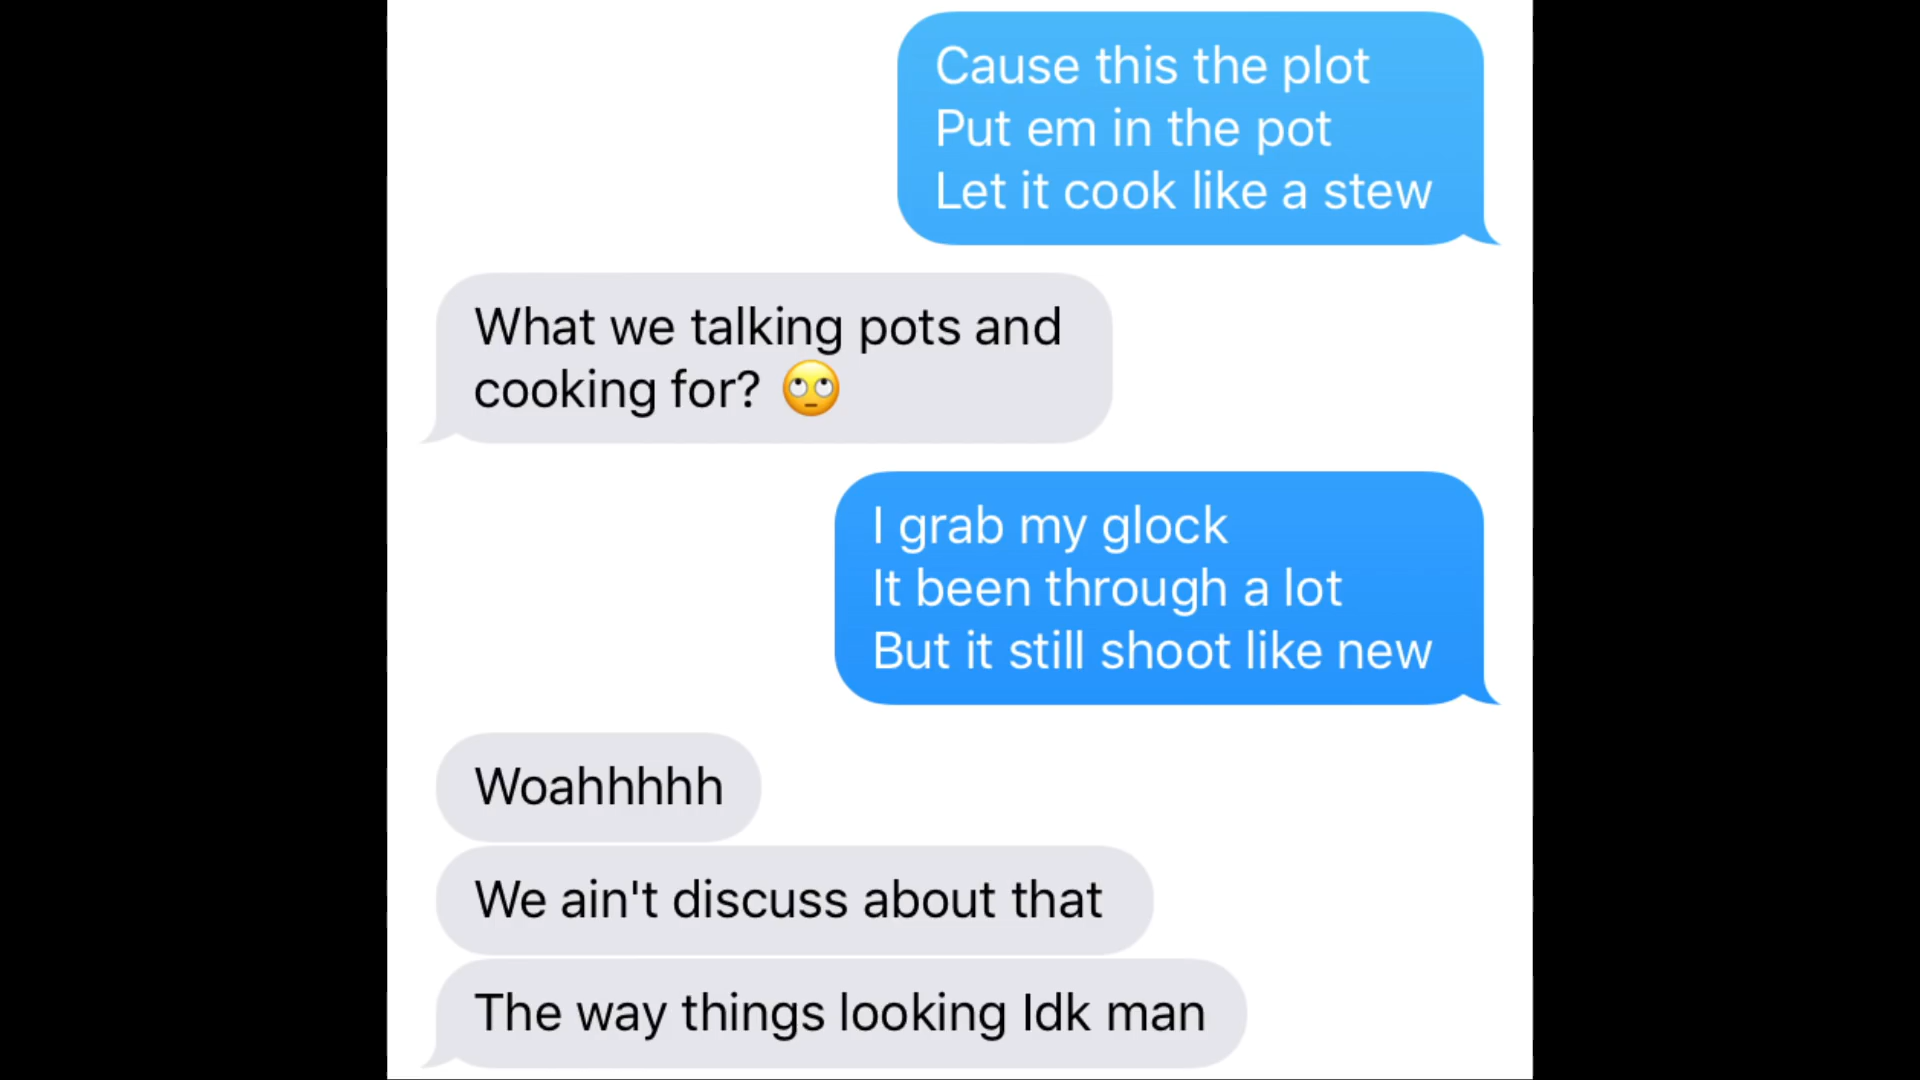 Cause this the plot
Put em in the pot
Let it cook like a stew
What we talking pots and
cooking for? 🙄
I grab my glock
It been through a lot
But it still shoot like new
Woahhhhh
We ain't discuss about that
The way things looking Idk man